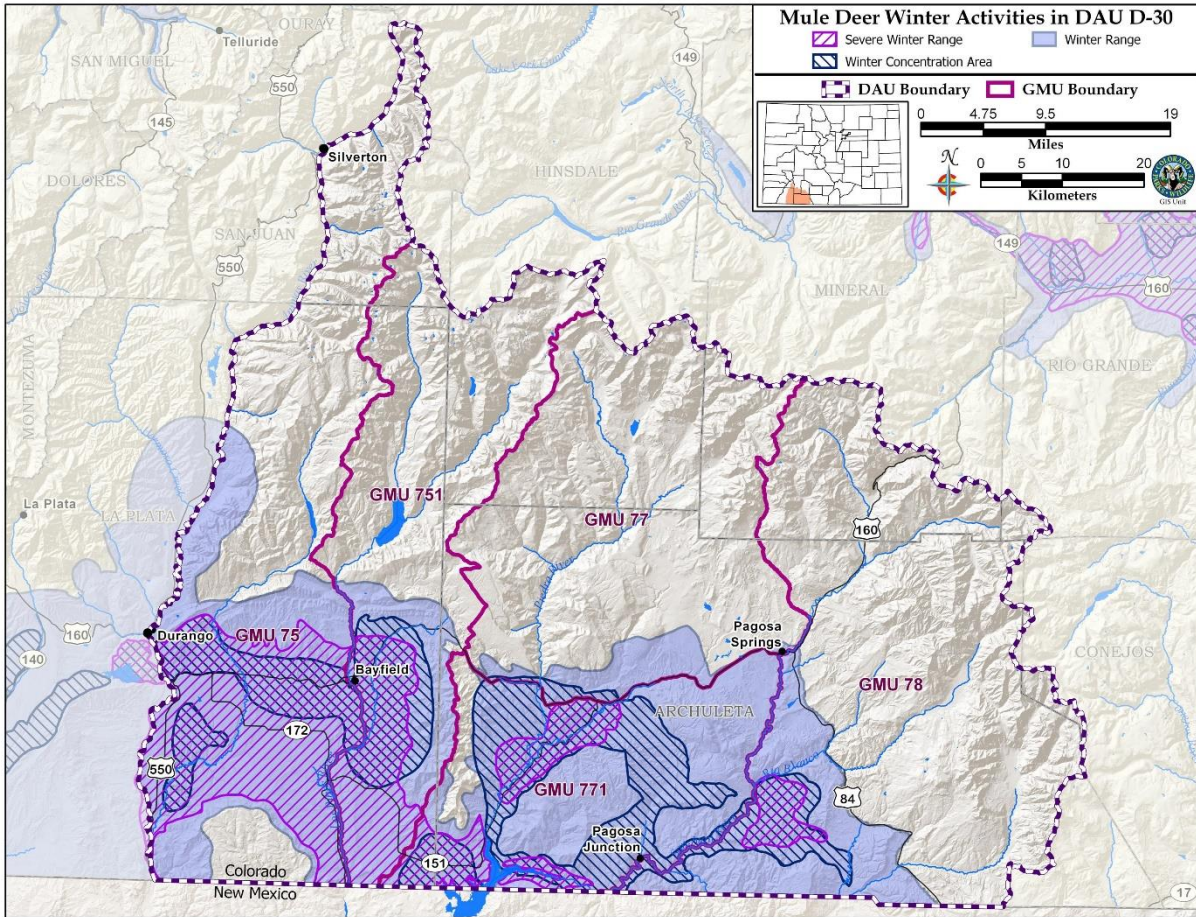 Mule Deer Winter Activities in DAU D-30
Severe Winter Range
Winter Range
Winter Concentration Area
DAU Boundary
GMU Boundary
0 4.75 9.5 19
Miles
N
0 5 10 20
Kilometers
COLORADO
GIS Unit
OURAY
Telluride
SAN MIGUEL
550
149
145
Silverton
HINSDALE
DOLORES
SAN JUAN
Rio Grande River
550
149
160
MINERAL
MONTEZUMA
RIO GRANDE
GMU 751
La Plata
LA PLATA
GMU 77
160
160
Durango
GMU 75
Pagosa
Springs
140
Bayfield
CONEJOS
GMU 78
ARCHULETA
172
550
GMU 771
84
Pagosa
Junction
151
Colorado
New Mexico
17